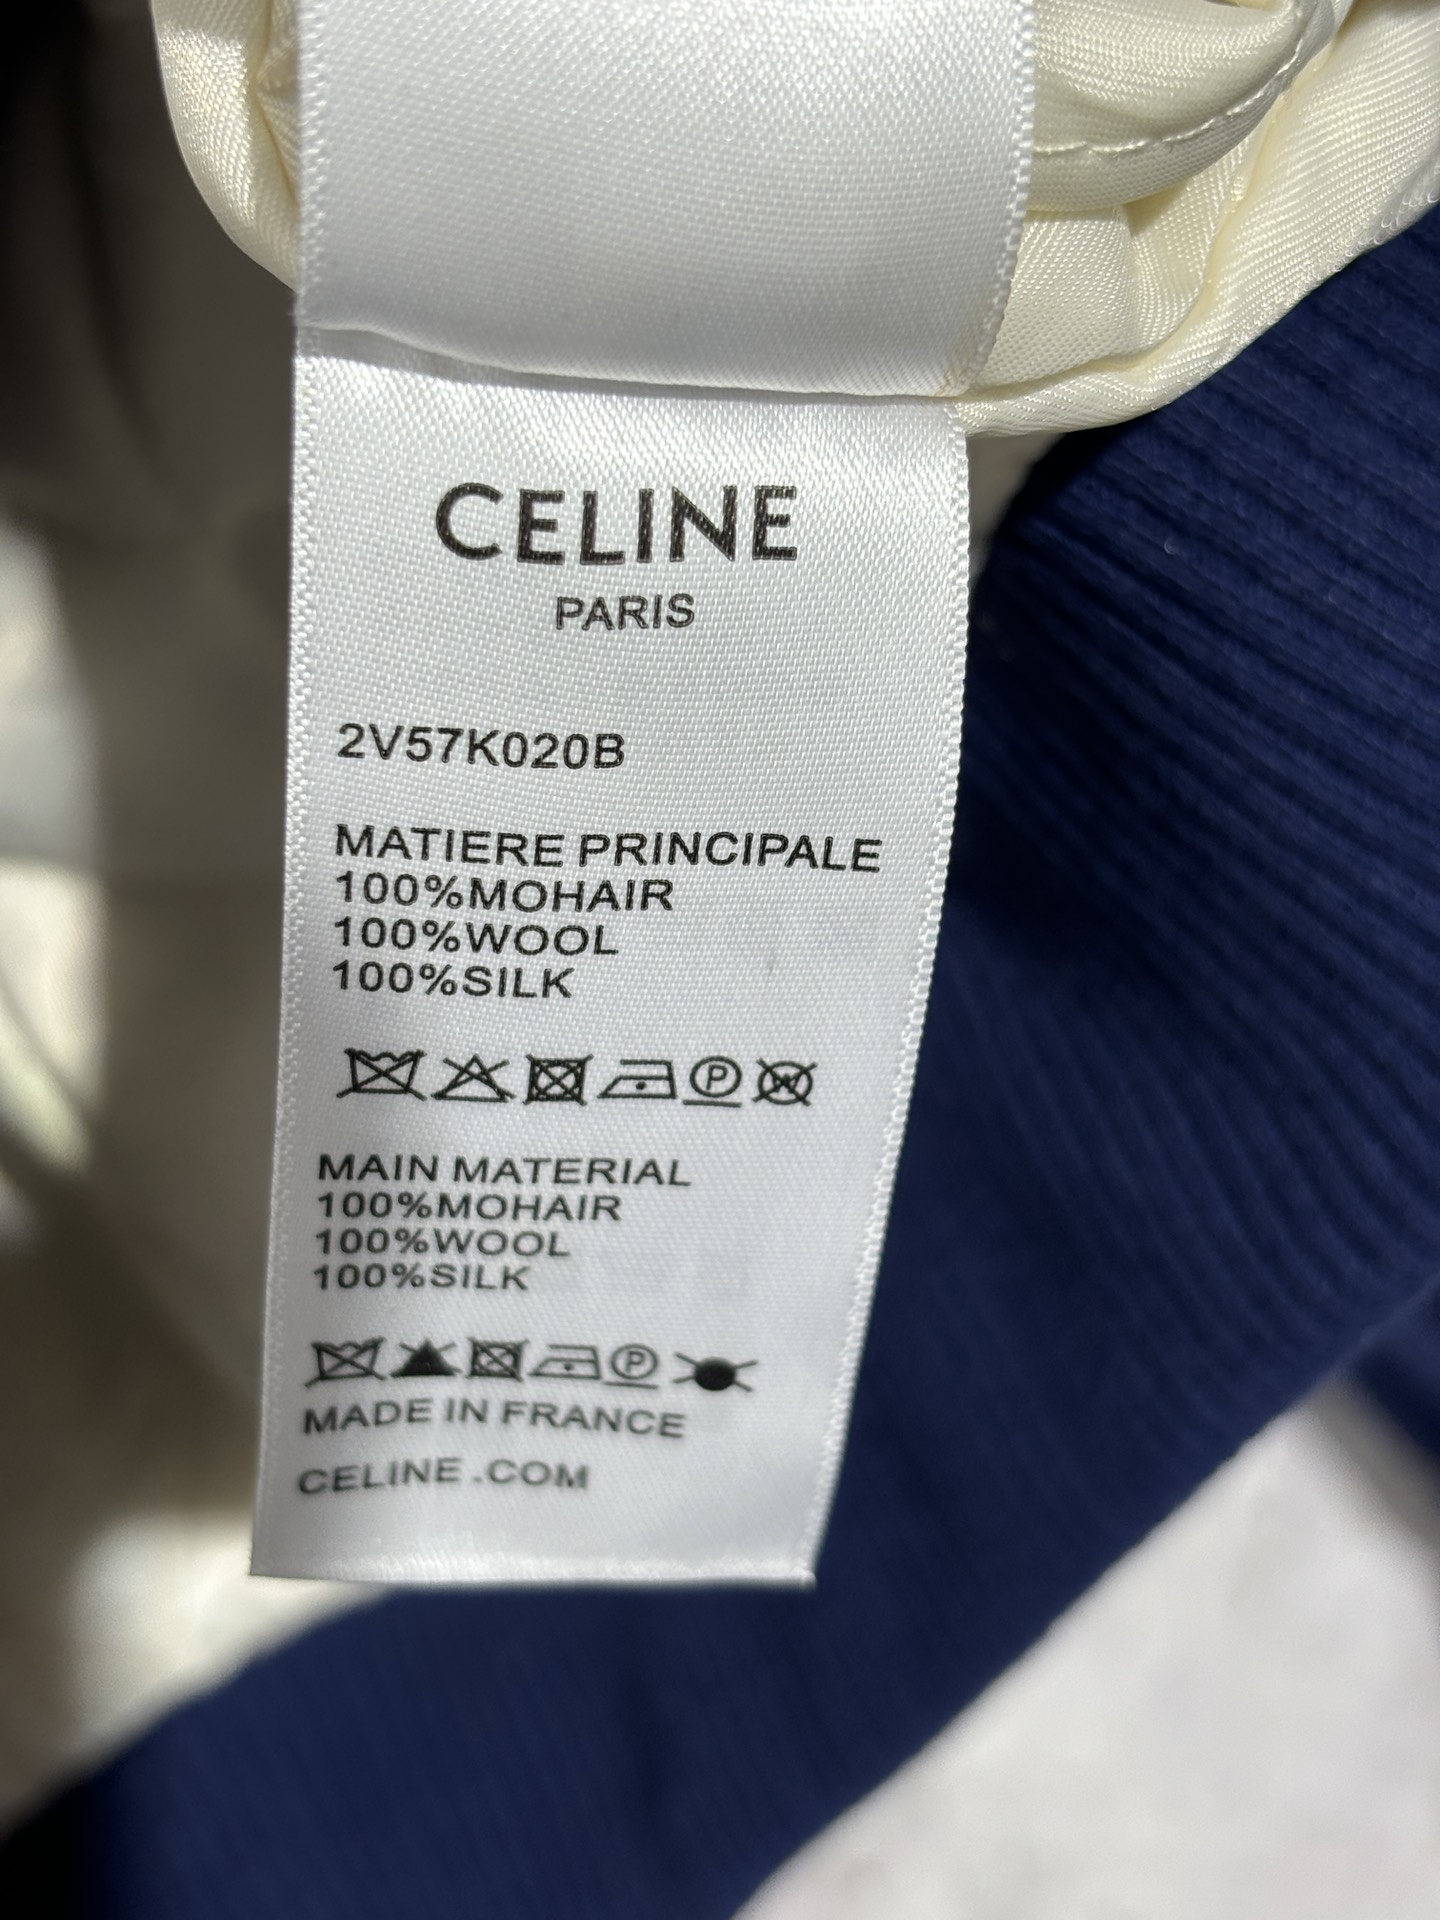 CELINE
PARIS
2V57K020B
MATIERE PRINCIPALE
100%MOHAIR
100%WOOL
100%SILK
P W
MAIN MATERIAL
100%MOHAIR
100%WOOL
100%SILK
P
MADE IN FRANCE
CELINE.COM